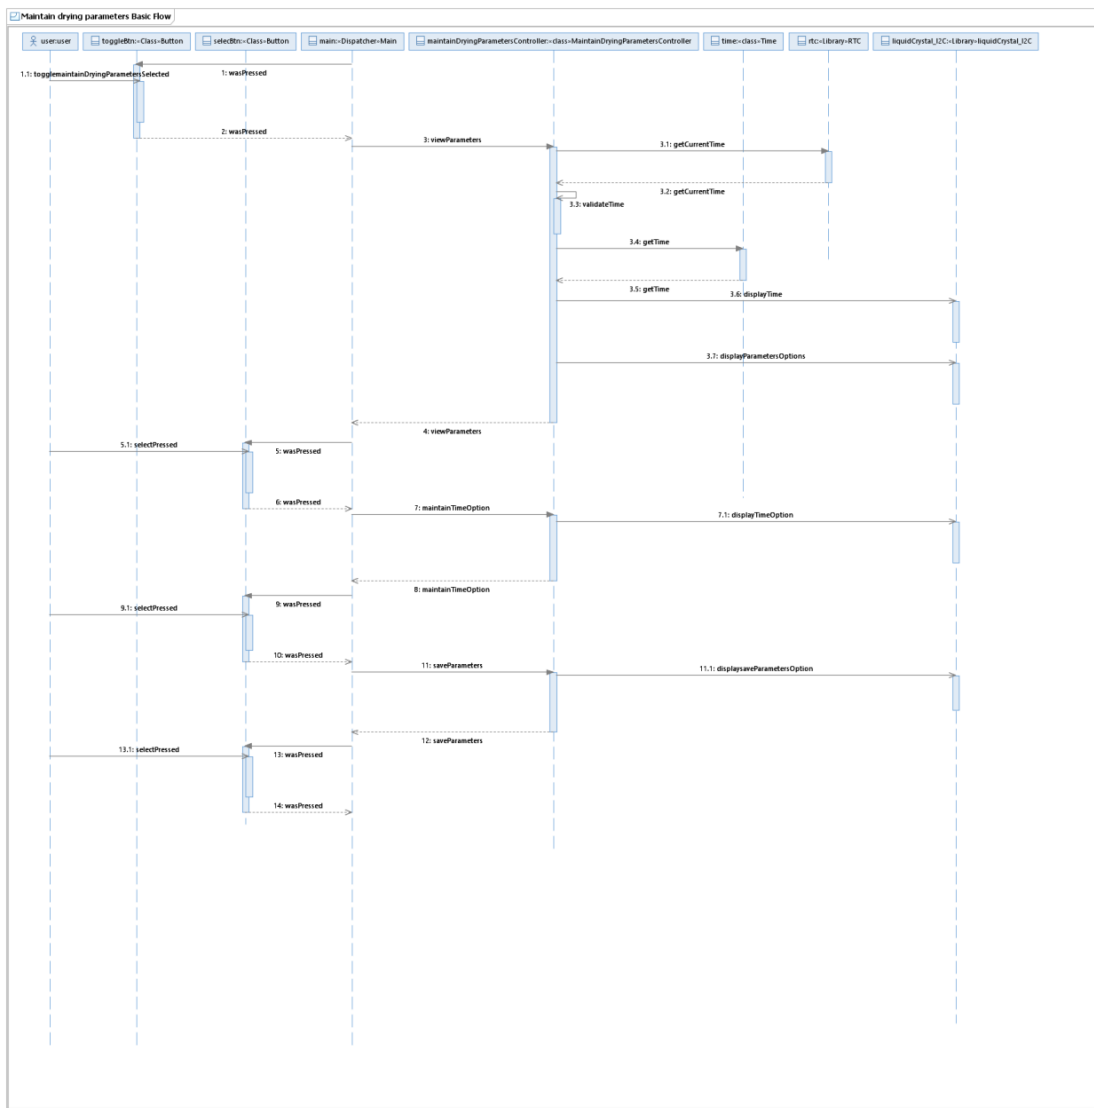 Maintain drying parameters Basic Flow
user:user
toggleBtn:=Class=Button
selecBtn:=Class=Button
main:=Dispatcher=Main
maintainDryingParametersController:=class=MaintainDryingParametersController
time:=class=Time
rtc:=Library=RTC
liquidCrystal_I2C:=Library=liquidCrystal_I2C
1: wasPressed
1.1: togglemaintainDryingParametersSelected
2: wasPressed
3: viewParameters
3.1: getCurrentTime
3.2: getCurrentTime
3.3: validateTime
3.4: getTime
3.5: getTime
3.6: displayTime
3.7: displayParametersOptions
4: viewParameters
5.1: selectPressed
5: wasPressed
6: wasPressed
7: maintainTimeOption
7.1: displayTimeOption
8: maintainTimeOption
9.1: selectPressed
9: wasPressed
10: wasPressed
11: saveParameters
11.1: displaysaveParametersOption
12: saveParameters
13.1: selectPressed
13: wasPressed
14: wasPressed